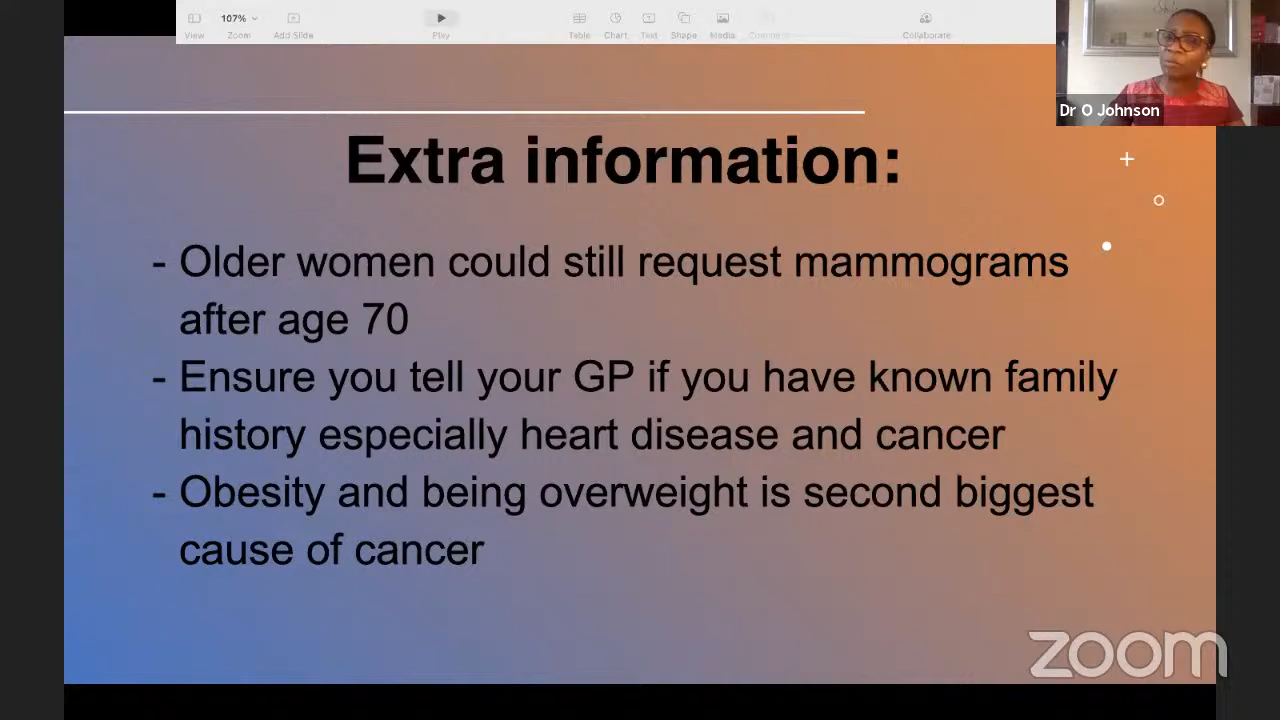 107%
View
Zoom
Add Slide
Play
Table
Chart
Text
Shape
Media
Comment
Collaborate
Dr O Johnson
Extra information:
- Older women could still request mammograms
after age 70
- Ensure you tell your GP if you have known family
history especially heart disease and cancer
- Obesity and being overweight is second biggest
cause of cancer
zoom